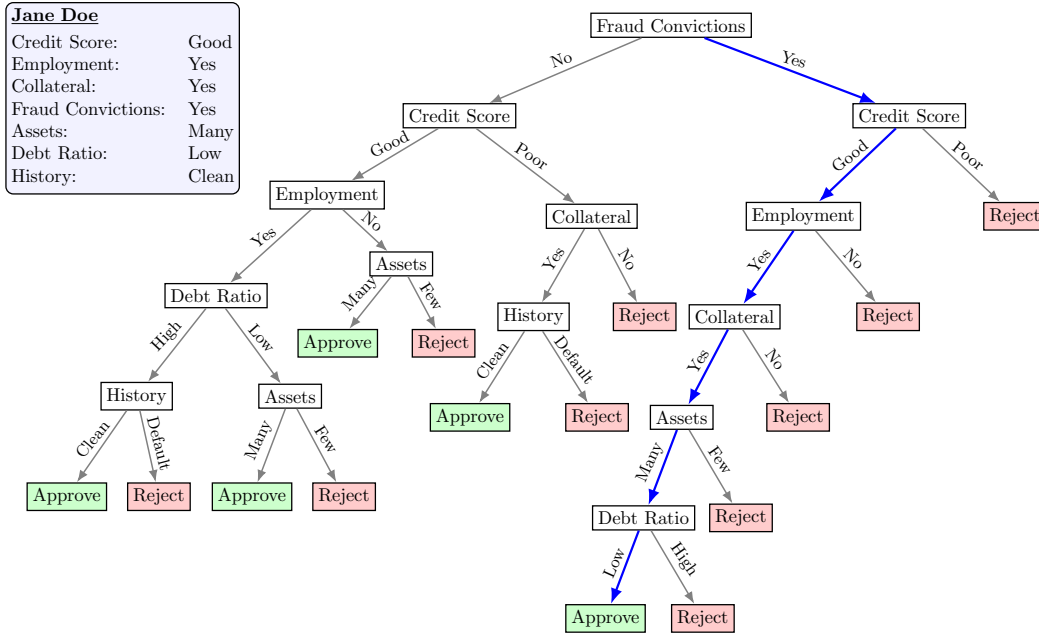 Jane Doe
Credit Score: Good
Employment: Yes
Collateral: Yes
Fraud Convictions: Yes
Assets: Many
Debt Ratio: Low
History: Clean
Fraud Convictions
No
Yes
Credit Score
Credit Score
Good
Poor
Good
Poor
Employment
Collateral
Employment
Reject
Yes
No
Yes
No
Yes
No
Assets
Debt Ratio
Many
Few
History
Reject
Collateral
Reject
High
Low
Approve
Reject
Clean
Default
Yes
No
History
Assets
Approve
Reject
Assets
Reject
Clean
Default
Many
Few
Many
Few
Approve
Reject
Approve
Reject
Debt Ratio
Reject
Low
High
Approve
Reject